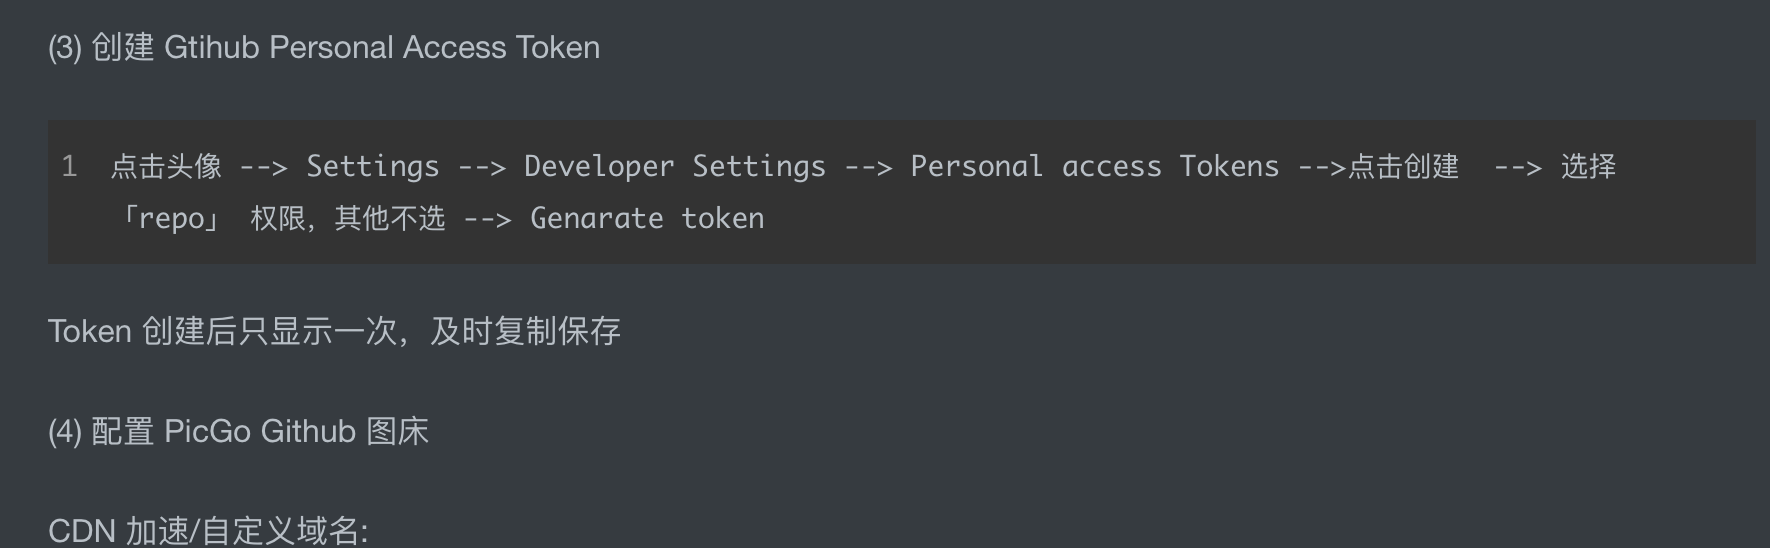 (3) 创建 Gtihub Personal Access Token
1 点击头像 --> Settings --> Developer Settings --> Personal access Tokens -->点击创建  --> 选择
「repo」 权限，其他不选 --> Genarate token
Token 创建后只显示一次，及时复制保存
(4) 配置 PicGo Github 图床
CDN 加速/自定义域名: